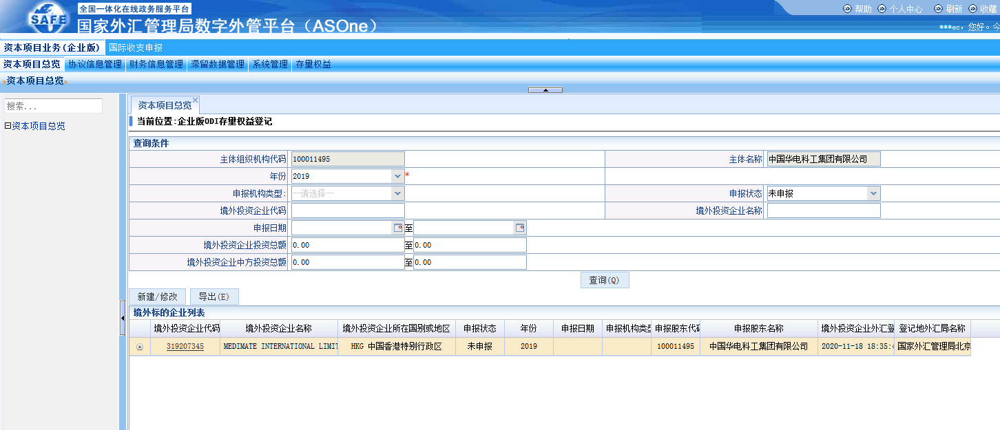 全国一体化在线政务服务平台
SAFE
国家外汇管理局数字外管平台（ASOne）
帮助 个人中心 刷新 收藏
***ec，您好。今
资本项目业务(企业版) 国际收支申报
资本项目总览 协议信息管理 财务信息管理 滞留数据管理 系统管理 存量权益
资本项目总览
搜索...
资本项目总览
资本项目总览
当前位置:企业版ODI存量权益登记
查询条件
主体组织机构代码 100011495 主体名称 中国华电科工集团有限公司
年份 2019 *
申报机构类型: --请选择-- 申报状态 未申报
境外投资企业代码 境外投资企业名称
申报日期 至
境外投资企业投资总额 0.00 至 0.00
境外投资企业中方投资总额 0.00 至 0.00
查询(Q)
新建/修改 导出(E)
境外标的企业列表
境外投资企业代码 境外投资企业名称 境外投资企业所在国别或地区 申报状态 年份 申报日期 申报机构类型 申报股东代码 申报股东名称 境外投资企业外汇登 登记地外汇局名称
319207345 MEDIMATE INTERNATIONAL LIMIT HKG 中国香港特别行政区 未申报 2019 100011495 中国华电科工集团有限公司 2020-11-18 18:35:4 国家外汇管理局北京